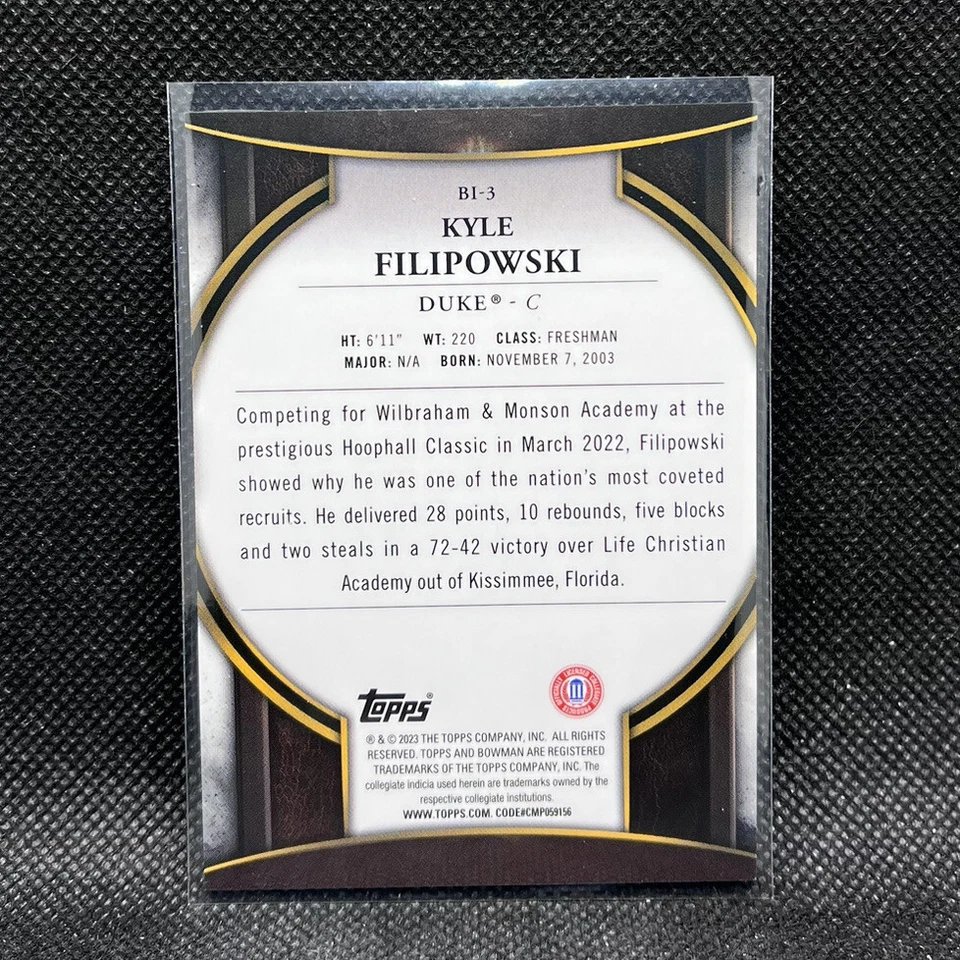 BI-3
KYLE
FILIPOWSKI
DUKE® - C
HT: 6'11" WT: 220 CLASS: FRESHMAN
MAJOR: N/A BORN: NOVEMBER 7, 2003
Competing for Wilbraham & Monson Academy at the
prestigious Hoophall Classic in March 2022, Filipowski
showed why he was one of the nation's most coveted
recruits. He delivered 28 points, 10 rebounds, five blocks
and two steals in a 72-42 victory over Life Christian
Academy out of Kissimmee, Florida.
topps®
OFFICIALLY LICENSED COLLEGIATE PRODUCTS
® & © 2023 THE TOPPS COMPANY, INC. ALL RIGHTS
RESERVED. TOPPS AND BOWMAN ARE REGISTERED
TRADEMARKS OF THE TOPPS COMPANY, INC. The
collegiate indicia used herein are trademarks owned by the
respective collegiate institutions.
WWW.TOPPS.COM. CODE#CMP059156